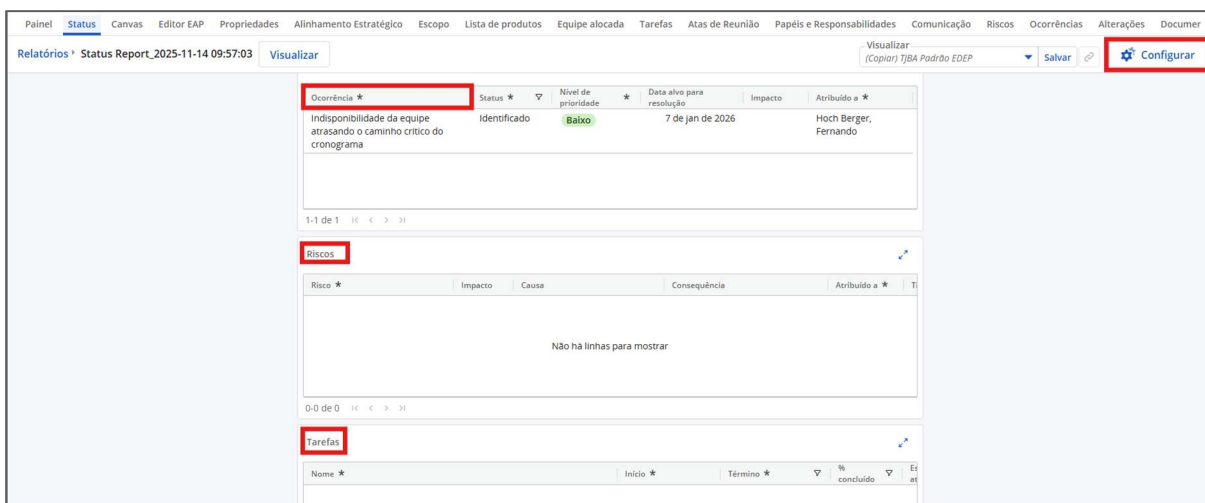 Painel Status Canvas Editor EAP Propriedades Alinhamento Estratégico Escopo Lista de produtos Equipe alocada Tarefas Atas de Reunião Papéis e Responsabilidades Comunicação Riscos Ocorrências Alterações Documer
Relatórios Status Report_2025-11-14 09:57:03 Visualizar
Visualizar
(Copiar) TJBA Padrão EDEP Salvar Configurar
Ocorrência * Status * Nível de prioridade * Data alvo para resolução Impacto Atribuído a *
Indisponibilidade da equipe Identificado Baixo 7 de jan de 2026 Hoch Berger,
atrasando o caminho critico do Fernando
cronograma
1-1 de 1
Riscos
Risco * Impacto Causa Consequência Atribuído a * Ti
Não há linhas para mostrar
0-0 de 0
Tarefas
Nome * Início * Término * % concluído Es
at